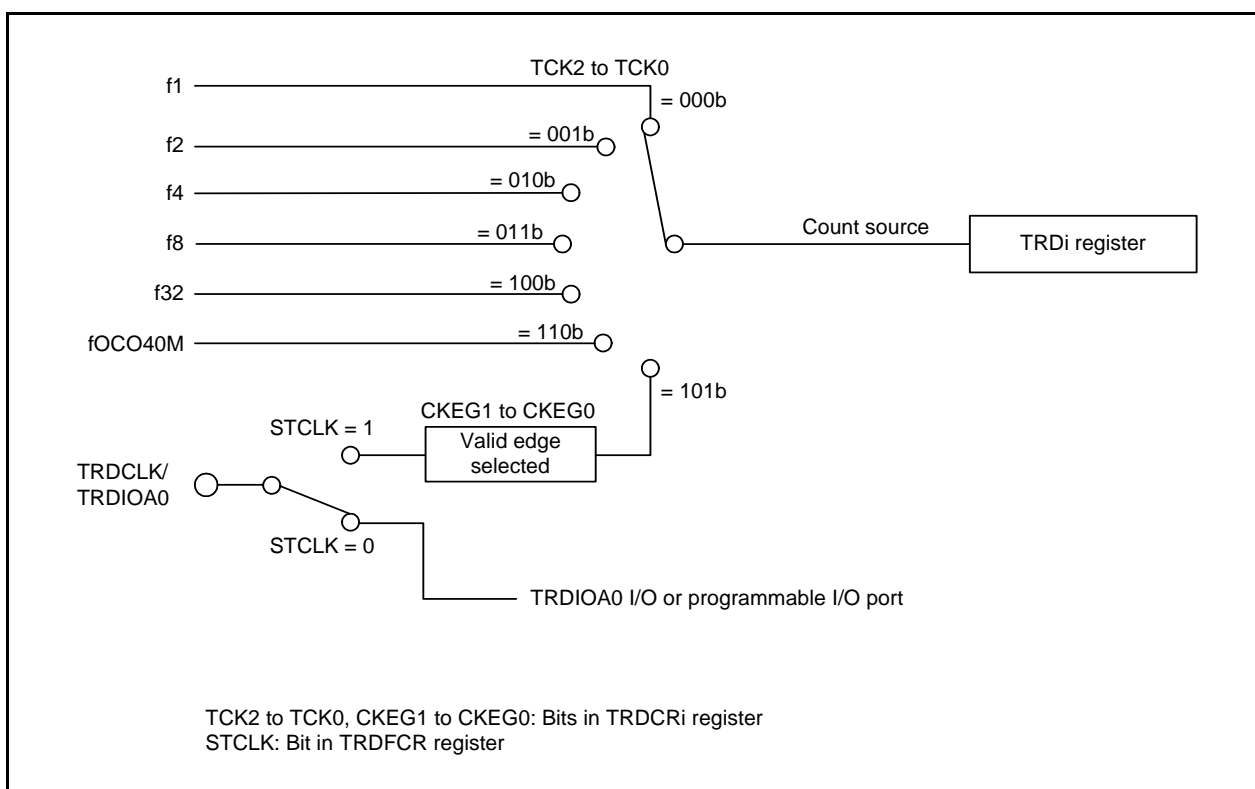 TCK2 to TCK0
f1
= 000b
f2
= 001b
f4
= 010b
f8
= 011b
Count source
TRDi register
f32
= 100b
fOCO40M
= 110b
= 101b
CKEG1 to CKEG0
STCLK = 1
Valid edge
selected
TRDCLK/
TRDIOA0
STCLK = 0
TRDIOA0 I/O or programmable I/O port
TCK2 to TCK0, CKEG1 to CKEG0: Bits in TRDCRi register
STCLK: Bit in TRDFCR register